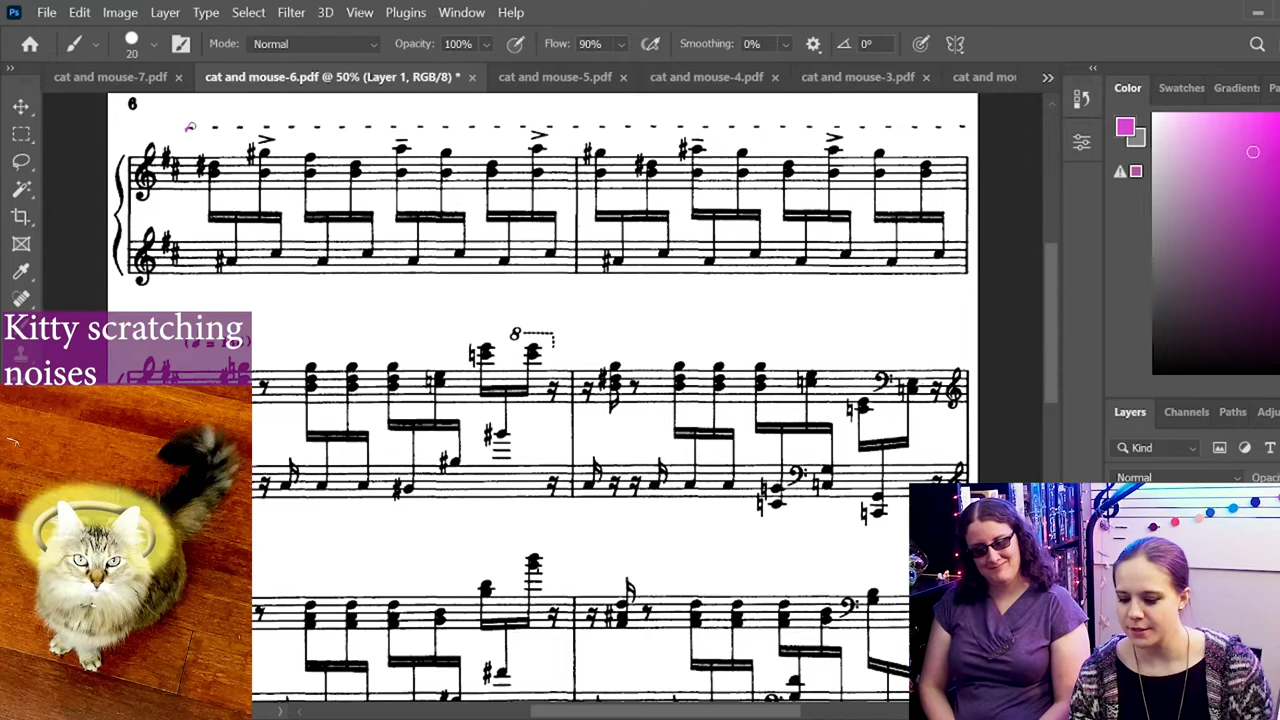 Ps File Edit Image Layer Type Select Filter 3D View Plugins Window Help
20 Mode: Normal Opacity: 100% Flow: 90% Smoothing: 0% 0°
cat and mouse-7.pdf × cat and mouse-6.pdf @ 50% (Layer 1, RGB/8) * × cat and mouse-5.pdf × cat and mouse-4.pdf × cat and mouse-3.pdf ×
Color Swatches
6
8
Kitty scratching
noises
Layers Channels Paths
Kind
Normal